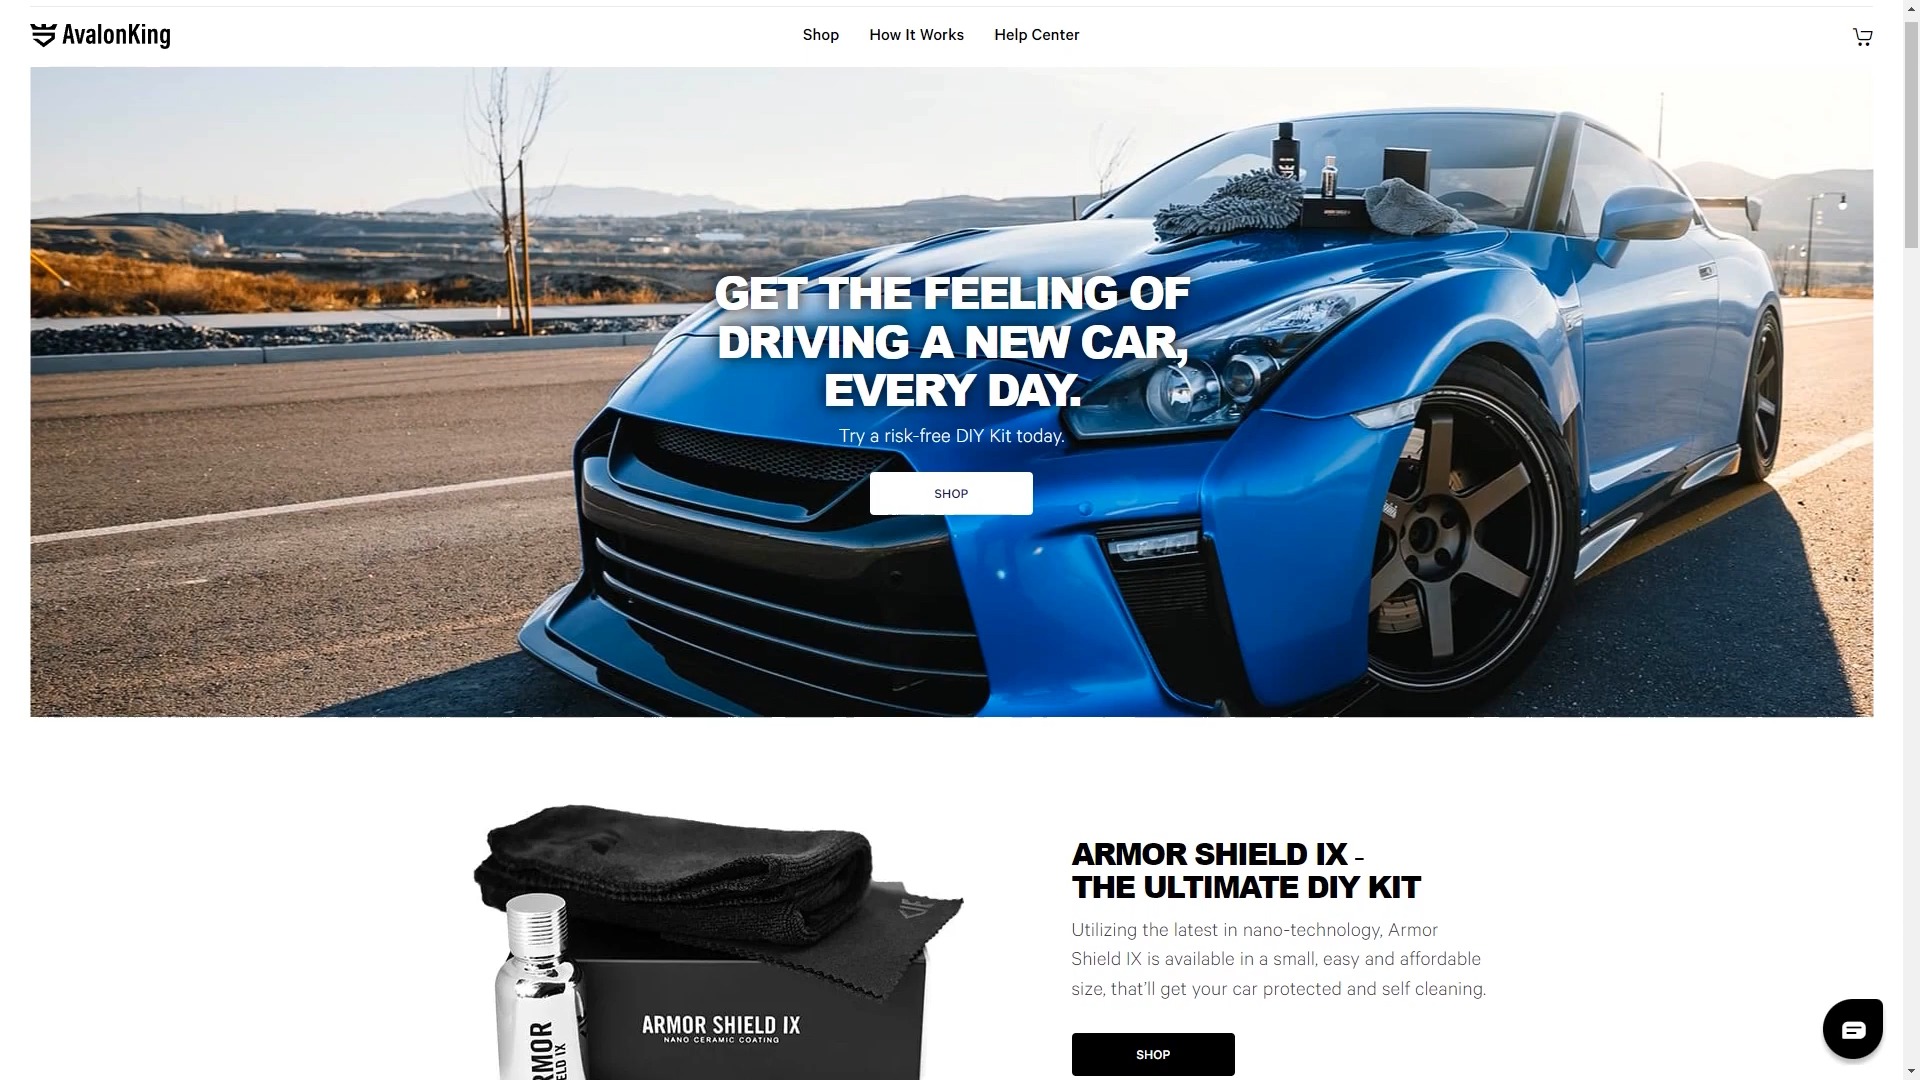 AvalonKing
Shop
How It Works
Help Center
GET THE FEELING OF
DRIVING A NEW CAR,
EVERY DAY.
Try a risk-free DIY Kit today.
SHOP
ARMOR SHIELD IX -
THE ULTIMATE DIY KIT
Utilizing the latest in nano-technology, Armor
Shield IX is available in a small, easy and affordable
size, that'll get your car protected and self cleaning.
SHOP
ARMOR SHIELD IX
NANO CERAMIC COATING